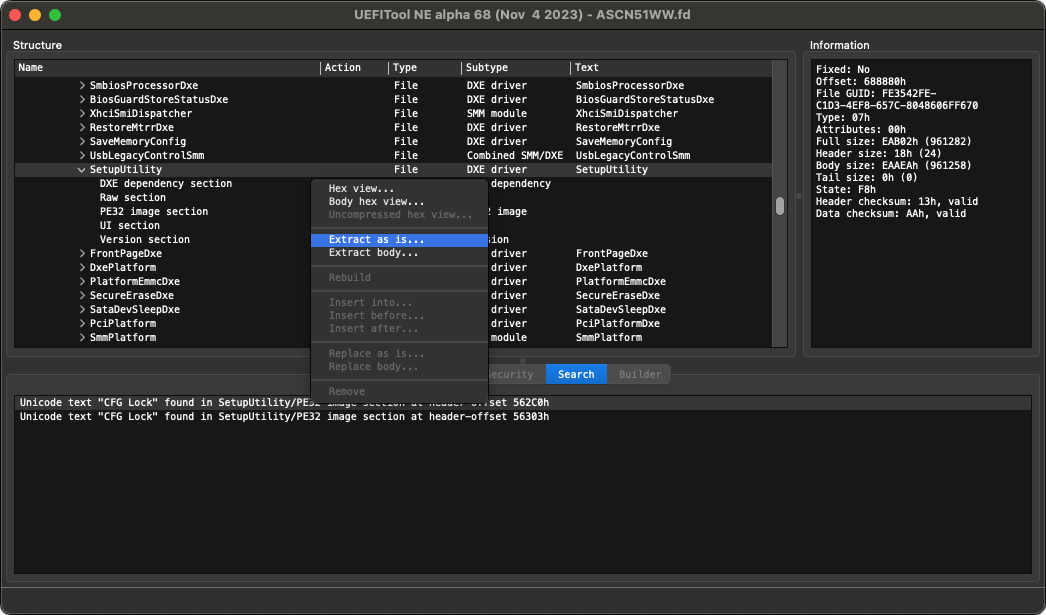 UEFITool NE alpha 68 (Nov 4 2023) - ASCN51WW.fd
Structure
Name Action Type Subtype Text
SmbiosProcessorDxe File DXE driver SmbiosProcessorDxe
BiosGuardStoreStatusDxe File DXE driver BiosGuardStoreStatusDxe
XhciSmiDispatcher File SMM module XhciSmiDispatcher
RestoreMtrrDxe File DXE driver RestoreMtrrDxe
SaveMemoryConfig File DXE driver SaveMemoryConfig
UsbLegacyControlSmm File Combined SMM/DXE UsbLegacyControlSmm
SetupUtility File DXE driver SetupUtility
DXE dependency section dependency
Raw section
PE32 image section image
UI section
Version section
FrontPageDxe driver FrontPageDxe
DxePlatform driver DxePlatform
PlatformEmmcDxe driver PlatformEmmcDxe
SecureEraseDxe driver SecureEraseDxe
SataDevSleepDxe driver SataDevSleepDxe
PciPlatform driver PciPlatformDxe
SmmPlatform module SmmPlatform
Hex view...
Body hex view...
Uncompressed hex view...
Extract as is...
Extract body...
Rebuild
Insert into...
Insert before...
Insert after...
Replace as is...
Replace body...
Remove
Information
Fixed: No
Offset: 688880h
File GUID: FE3542FE-
C1D3-4EF8-657C-8048606FF670
Type: 07h
Attributes: 00h
Full size: EAB02h (961282)
Header size: 18h (24)
Body size: EAAEAh (961258)
Tail size: 0h (0)
State: F8h
Header checksum: 13h, valid
Data checksum: AAh, valid
Security Search Builder
Unicode text "CFG Lock" found in SetupUtility/PE32 image section at header-offset 562C0h
Unicode text "CFG Lock" found in SetupUtility/PE32 image section at header-offset 56303h